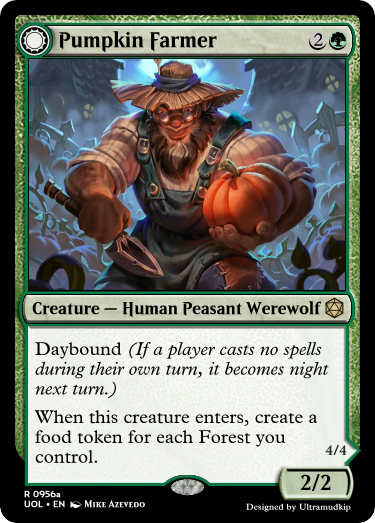 Pumpkin Farmer 2
Creature — Human Peasant Werewolf
Daybound (If a player casts no spells
during their own turn, it becomes night
next turn.)
When this creature enters, create a
food token for each Forest you
control.
4/4
2/2
R 0956a
UOL • EN Mike Azevedo
Designed by Ultramudkip